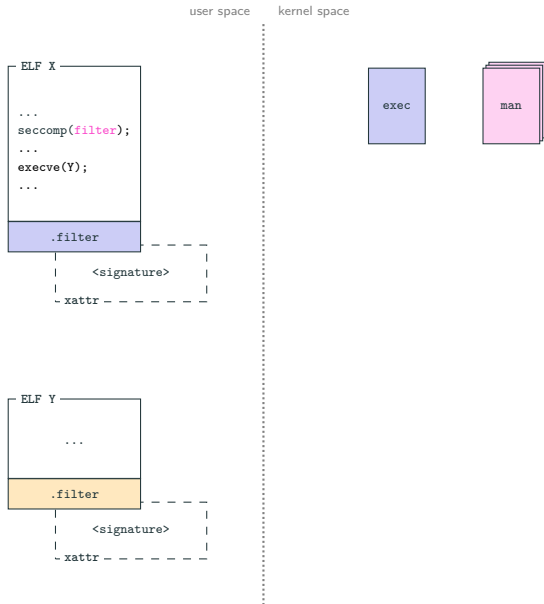 user space
kernel space
ELF X
exec
man
...
seccomp(filter);
...
execve(Y);
...
.filter
<signature>
xattr
ELF Y
...
.filter
<signature>
xattr